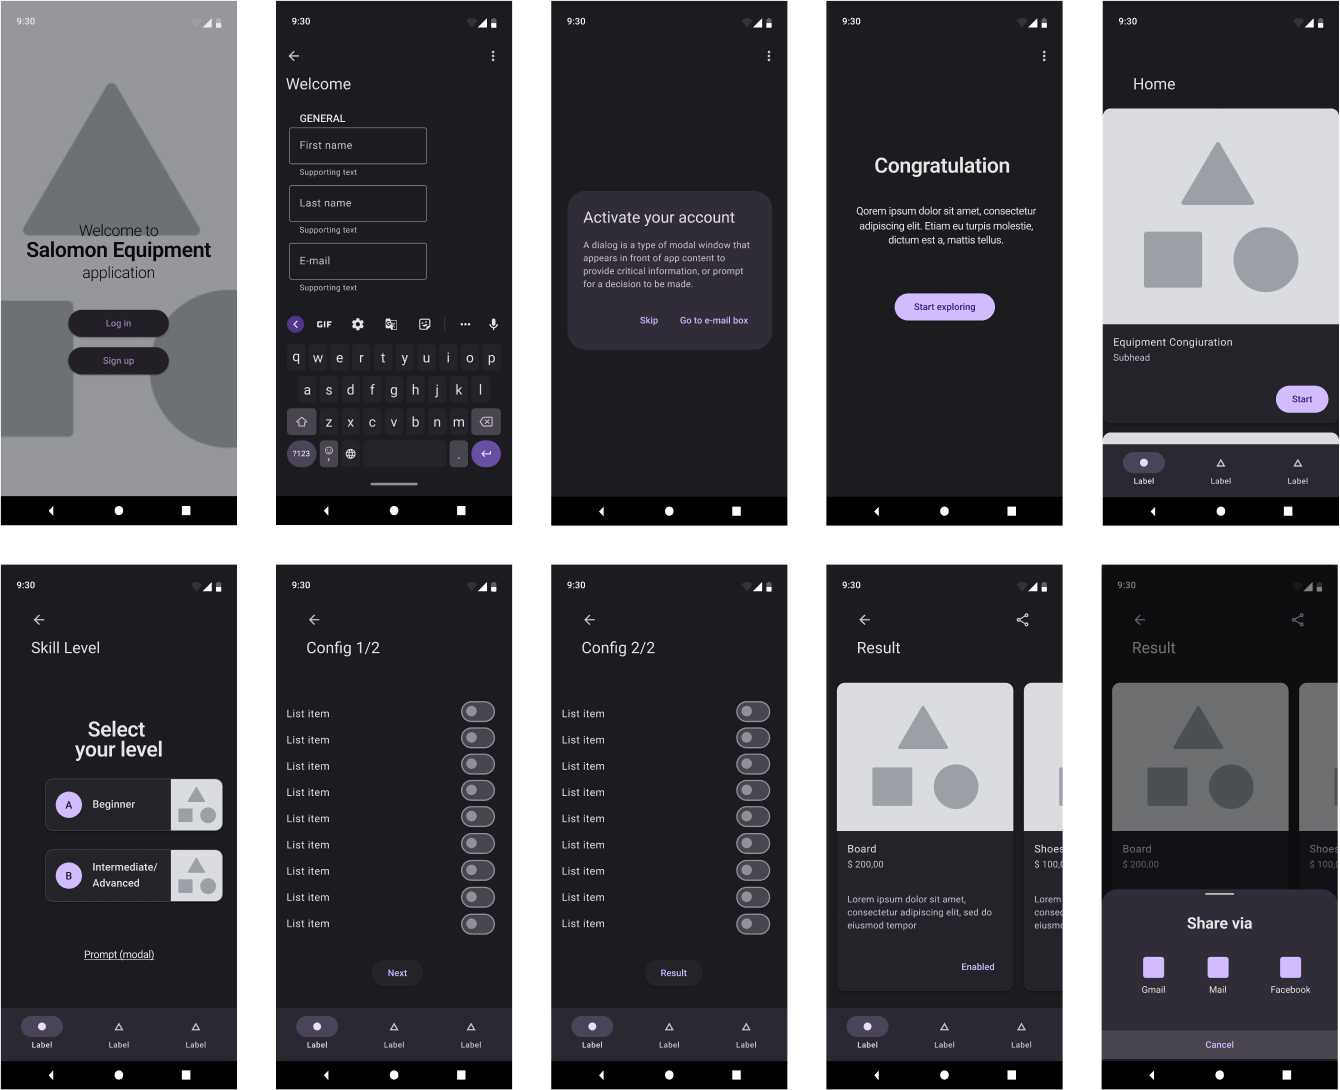 9:30
Welcome to
Salomon Equipment
application
Log in
Sign up
9:30
Welcome
GENERAL
First name
Supporting text
Last name
Supporting text
E-mail
Supporting text
GIF
q w e r t y u i o p
a s d f g h j k l
z x c v b n m
?123 , .
9:30
Activate your account
A dialog is a type of modal window that
appears in front of app content to
provide critical information, or prompt
for a decision to be made.
Skip Go to e-mail box
9:30
Congratulation
Qorem ipsum dolor sit amet, consectetur
adipiscing elit. Etiam eu turpis molestie,
dictum est a, mattis tellus.
Start exploring
9:30
Home
Equipment Congiuration
Subhead
Start
Label Label Label
9:30
Skill Level
Select
your level
A Beginner
B Intermediate/
Advanced
Prompt (modal)
Label Label Label
9:30
Config 1/2
List item
List item
List item
List item
List item
List item
List item
List item
List item
Next
Label Label Label
9:30
Config 2/2
List item
List item
List item
List item
List item
List item
List item
List item
List item
Result
Label Label Label
9:30
Result
Board
$ 200,00
Lorem ipsum dolor sit amet,
consectetur adipiscing elit, sed do
eiusmod tempor
Enabled
Shoes
$ 100,0
Lorem
consec
eiusmo
Label Label Label
9:30
Result
Board
$ 200,00
Shoes
$ 100,0
Share via
Gmail Mail Facebook
Cancel